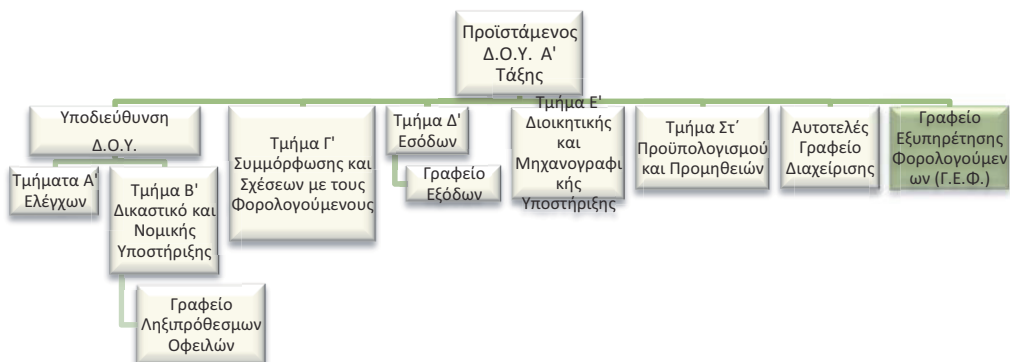 Προϊστάμενος
Δ.Ο.Υ. Α'
Τάξης
Υποδιεύθυνση
Δ.Ο.Υ.
Τμήματα Α'
Ελέγχων
Τμήμα Β'
Δικαστικό και
Νομικής
Υποστήριξης
Γραφείο
Ληξιπρόθεσμων
Οφειλών
Τμήμα Γ'
Συμμόρφωσης και
Σχέσεων με τους
Φορολογούμενους
Τμήμα Δ'
Εσόδων
Γραφείο
Εξόδων
Τμήμα Ε'
Διοικητικής
και
Μηχανογραφι
κής
Υποστήριξης
Τμήμα Στ΄
Προϋπολογισμού
και Προμηθειών
Αυτοτελές
Γραφείο
Διαχείρισης
Γραφείο
Εξυπηρέτησης
Φορολογούμεν
ων (Γ.Ε.Φ.)